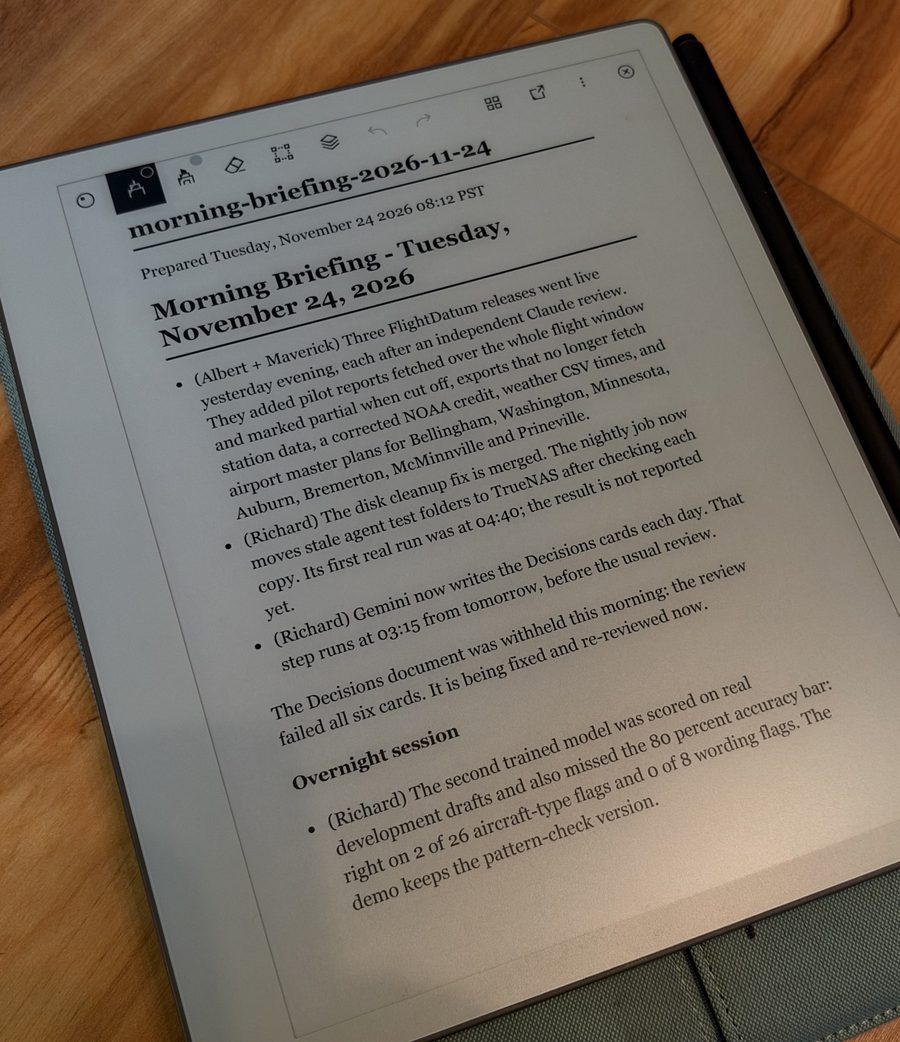 morning-briefing-2026-11-24
Prepared Tuesday, November 24 2026 08:12 PST
Morning Briefing - Tuesday,
November 24, 2026
• (Albert + Maverick) Three FlightDatum releases went live
yesterday evening, each after an independent Claude review.
They added pilot reports fetched over the whole flight window
and marked partial when cut off, exports that no longer fetch
station data, a corrected NOAA credit, weather CSV times, and
airport master plans for Bellingham, Washington, Minnesota,
Auburn, Bremerton, McMinnville and Prineville.
• (Richard) The disk cleanup fix is merged. The nightly job now
moves stale agent test folders to TrueNAS after checking each
copy. Its first real run was at 04:40; the result is not reported
yet.
• (Richard) Gemini now writes the Decisions cards each day. That
step runs at 03:15 from tomorrow, before the usual review.
The Decisions document was withheld this morning: the review
failed all six cards. It is being fixed and re-reviewed now.
Overnight session
• (Richard) The second trained model was scored on real
development drafts and also missed the 80 percent accuracy bar:
right on 2 of 26 aircraft-type flags and 0 of 8 wording flags. The
demo keeps the pattern-check version.